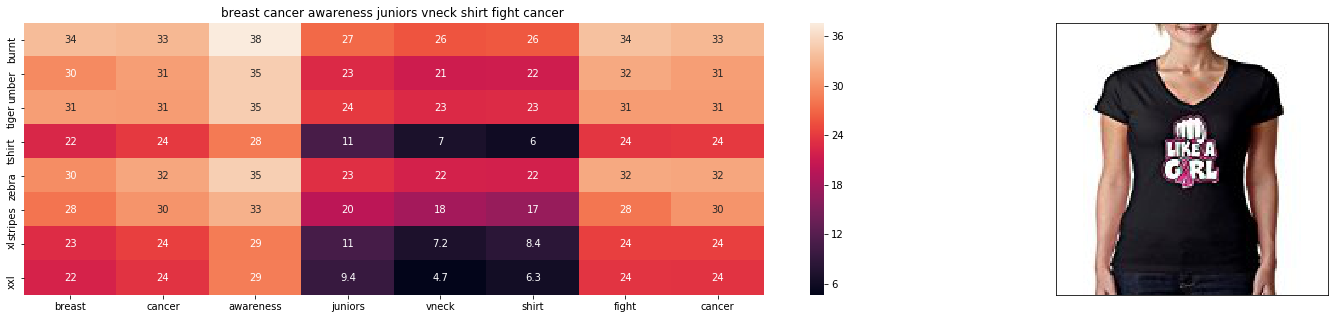 breast cancer awareness juniors vneck shirt fight cancer
burnt 34 33 38 27 26 26 34 33
umber 30 31 35 23 21 22 32 31
tiger 31 31 35 24 23 23 31 31
tshirt 22 24 28 11 7 6 24 24
zebra 30 32 35 23 22 22 32 32
stripes 28 30 33 20 18 17 28 30
xl 23 24 29 11 7.2 8.4 24 24
xxl 22 24 29 9.4 4.7 6.3 24 24
breast cancer awareness juniors vneck shirt fight cancer
36
30
24
18
12
6
LIKE A
GIRL